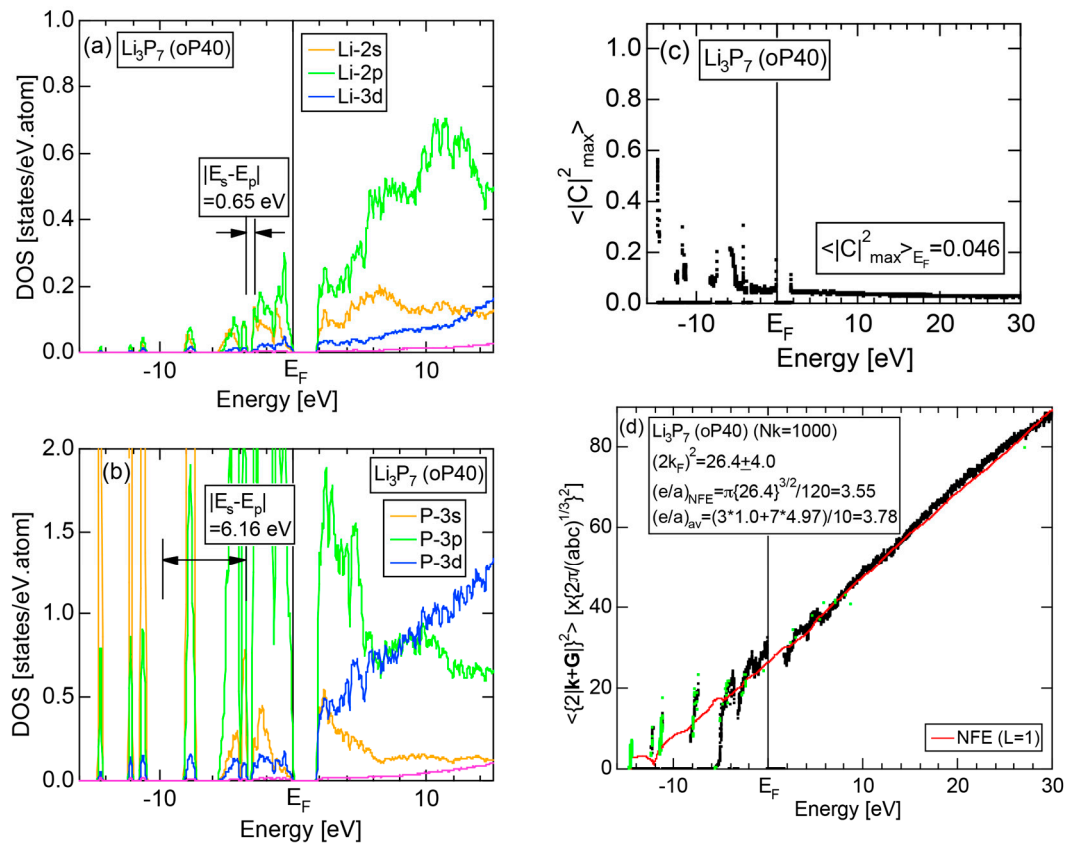 (a)
Li₃P₇ (oP40)
Li-2s
Li-2p
Li-3d
|Eₛ-Eₚ|
=0.65 eV
1.0
0.8
0.6
0.4
0.2
0.0
DOS [states/eV.atom]
-10
E_F
10
Energy [eV]
(b)
Li₃P₇ (oP40)
|Eₛ-Eₚ|
=6.16 eV
P-3s
P-3p
P-3d
2.0
1.5
1.0
0.5
0.0
DOS [states/eV.atom]
-10
E_F
10
Energy [eV]
(c)
Li₃P₇ (oP40)
1.0
0.8
0.6
0.4
0.2
0.0
<|C|²max>
<|C|²max>E_F=0.046
-10
E_F
10
20
30
Energy [eV]
(d)
Li₃P₇ (oP40) (Nk=1000)
(2k_F)²=26.4±4.0
(e/a)NFE=π{26.4}^3/2/120=3.55
(e/a)av=(3*1.0+7*4.97)/10=3.78
80
60
40
20
0
<{2|k+G|}²> [x{2π/(abc)^1/3}²]
NFE (L=1)
-10
E_F
10
20
30
Energy [eV]